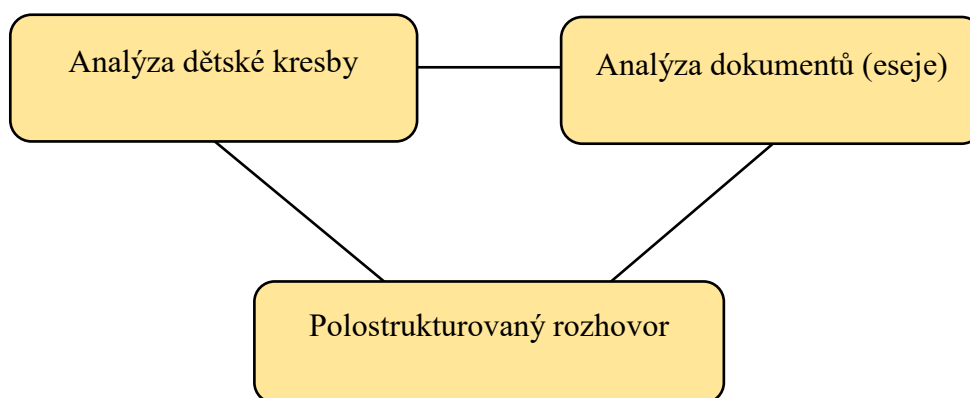 Analýza dětské kresby
Analýza dokumentů (eseje)
Polostrukturovaný rozhovor